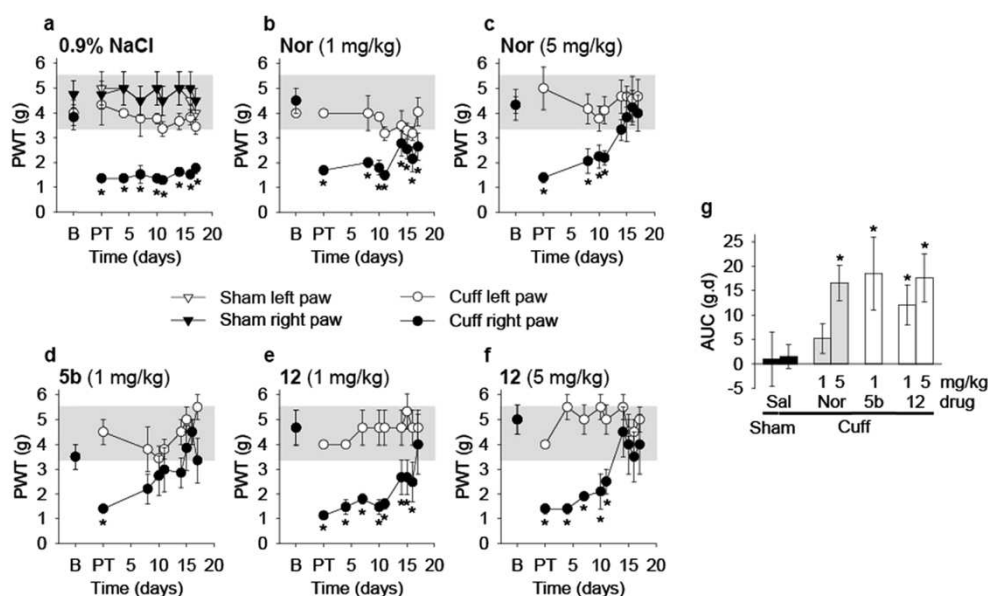 a
0.9% NaCl
PWT (g)
6
5
4
3
2
1
0
B PT 5 10 15 20
Time (days)
b
Nor (1 mg/kg)
PWT (g)
6
5
4
3
2
1
0
B PT 5 10 15 20
Time (days)
c
Nor (5 mg/kg)
PWT (g)
6
5
4
3
2
1
0
B PT 5 10 15 20
Time (days)
Sham left paw
Sham right paw
Cuff left paw
Cuff right paw
d
5b (1 mg/kg)
PWT (g)
6
5
4
3
2
1
0
B PT 5 10 15 20
Time (days)
e
12 (1 mg/kg)
PWT (g)
6
5
4
3
2
1
0
B PT 5 10 15 20
Time (days)
f
12 (5 mg/kg)
PWT (g)
6
5
4
3
2
1
0
B PT 5 10 15 20
Time (days)
g
AUC (g.d)
25
20
15
10
5
0
-5
1 5 1 1 5 mg/kg
Sal Nor 5b 12 drug
Sham Cuff